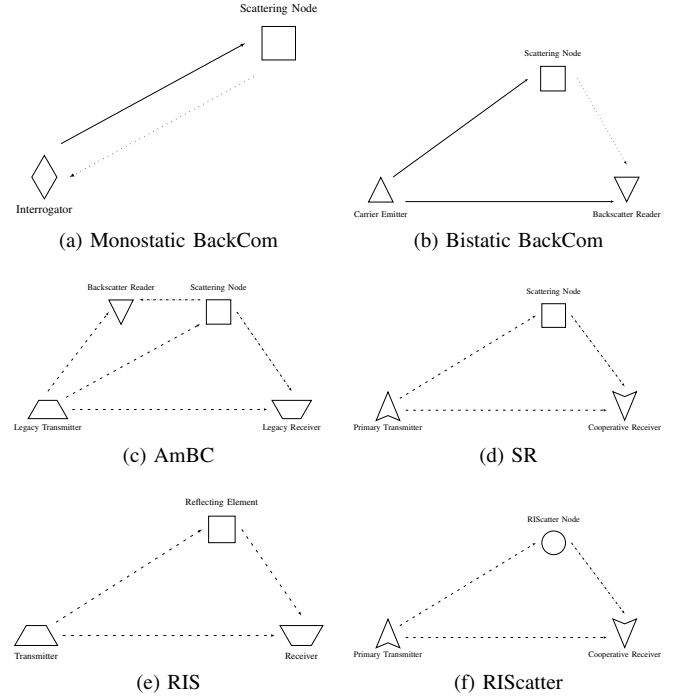 Scattering Node
Interrogator
(a) Monostatic BackCom
Scattering Node
Carrier Emitter
Backscatter Reader
(b) Bistatic BackCom
Backscatter Reader
Scattering Node
Legacy Transmitter
Legacy Receiver
(c) AmBC
Scattering Node
Primary Transmitter
Cooperative Receiver
(d) SR
Reflecting Element
Transmitter
Receiver
(e) RIS
RIScatter Node
Primary Transmitter
Cooperative Receiver
(f) RIScatter